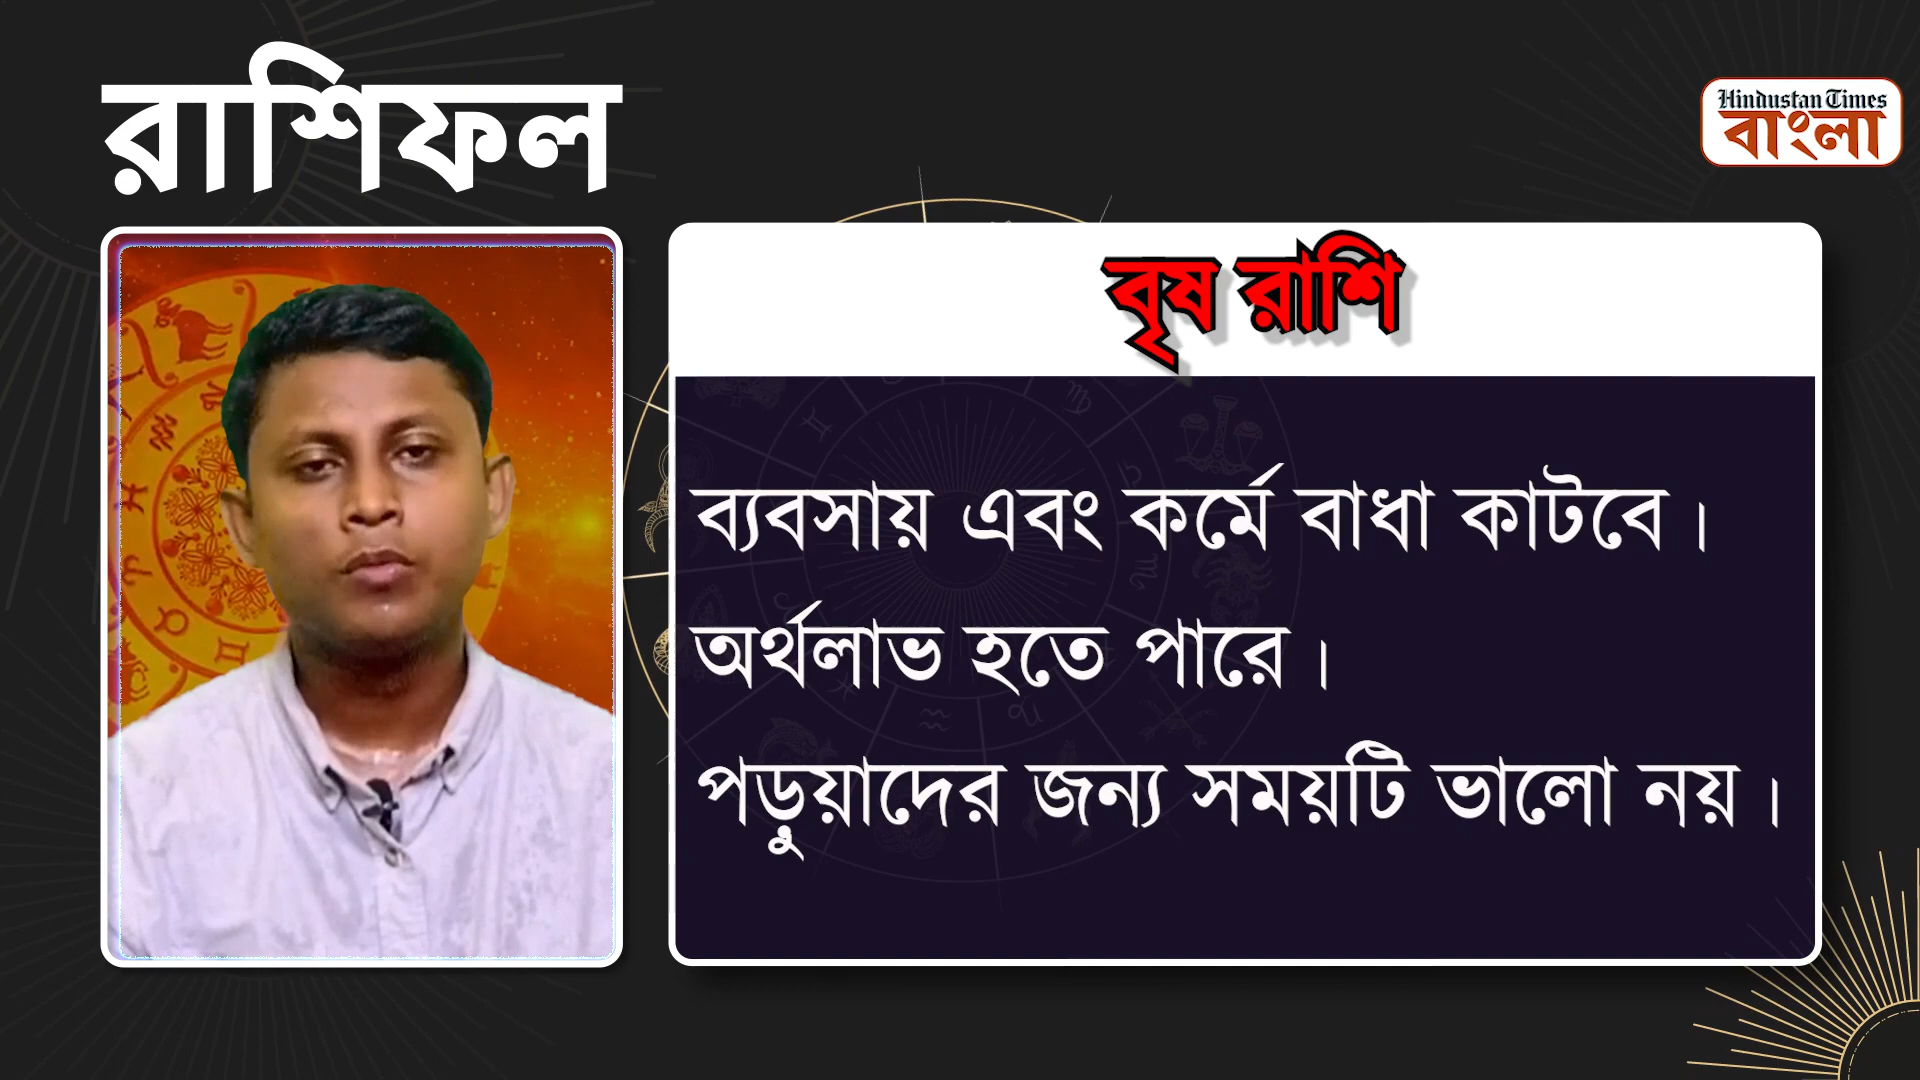 রাশিফল
Hindustan Times
বাংলা
বৃষ রাশি
ব্যবসায় এবং কর্মে বাধা কাটবে।
অর্থলাভ হতে পারে।
পড়ুয়াদের জন্য সময়টি ভালো নয়।